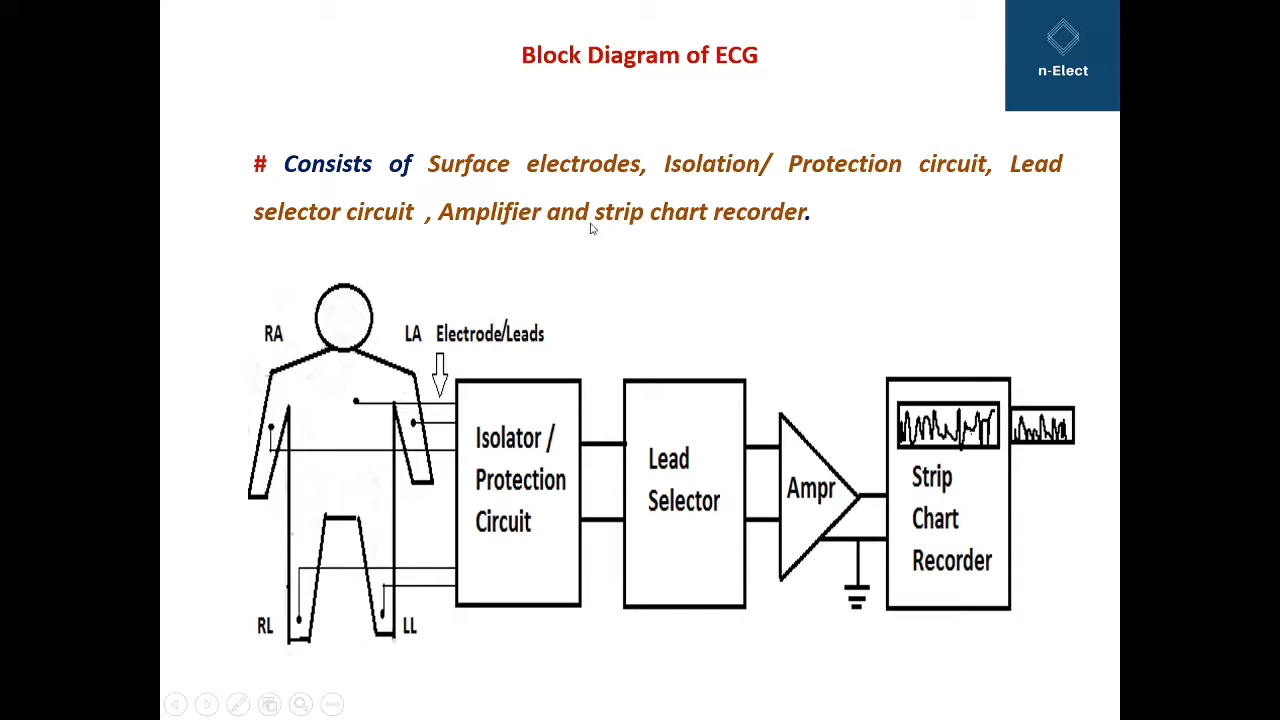 Block Diagram of ECG
n-Elect
# Consists of Surface electrodes, Isolation/ Protection circuit, Lead
selector circuit , Amplifier and strip chart recorder.
RA
LA
Electrode/Leads
Isolator /
Protection
Circuit
Lead
Selector
Ampr
Strip
Chart
Recorder
RL
LL